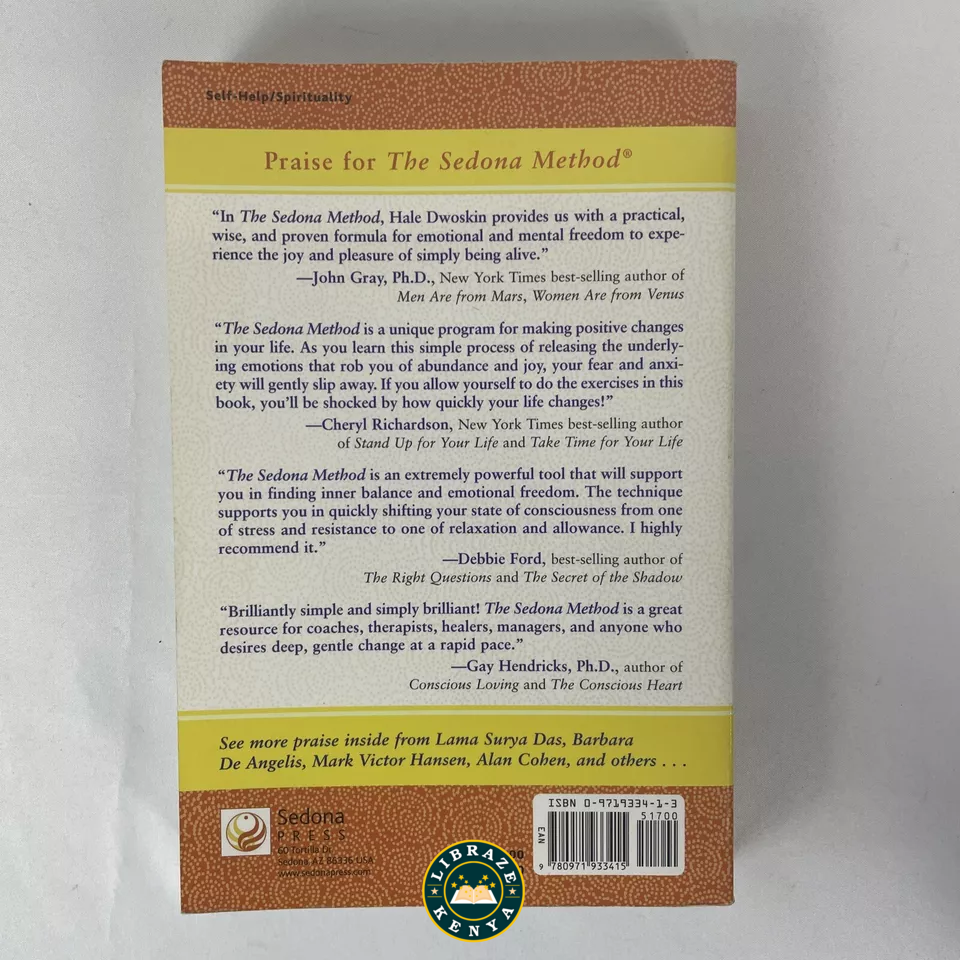 Self-Help/Spirituality
Praise for The Sedona Method®
“In The Sedona Method, Hale Dwoskin provides us with a practical,
wise, and proven formula for emotional and mental freedom to expe-
rience the joy and pleasure of simply being alive.”
—John Gray, Ph.D., New York Times best-selling author of
Men Are from Mars, Women Are from Venus
“The Sedona Method is a unique program for making positive changes
in your life. As you learn this simple process of releasing the underly-
ing emotions that rob you of abundance and joy, your fear and anxi-
ety will gently slip away. If you allow yourself to do the exercises in this
book, you’ll be shocked by how quickly your life changes!”
—Cheryl Richardson, New York Times best-selling author
of Stand Up for Your Life and Take Time for Your Life
“The Sedona Method is an extremely powerful tool that will support
you in finding inner balance and emotional freedom. The technique
supports you in quickly shifting your state of consciousness from one
of stress and resistance to one of relaxation and allowance. I highly
recommend it.”
—Debbie Ford, best-selling author of
The Right Questions and The Secret of the Shadow
“Brilliantly simple and simply brilliant! The Sedona Method is a great
resource for coaches, therapists, healers, managers, and anyone who
desires deep, gentle change at a rapid pace.”
—Gay Hendricks, Ph.D., author of
Conscious Loving and The Conscious Heart
See more praise inside from Lama Surya Das, Barbara
De Angelis, Mark Victor Hansen, Alan Cohen, and others . . .
Sedona
PRESS
60 Tortilla Dr.
Sedona AZ 86336 USA
www.sedonapress.com
ISBN 0-9719334-1-3
51700
EAN
9 780971 933415
LIBRAZE
KENYA